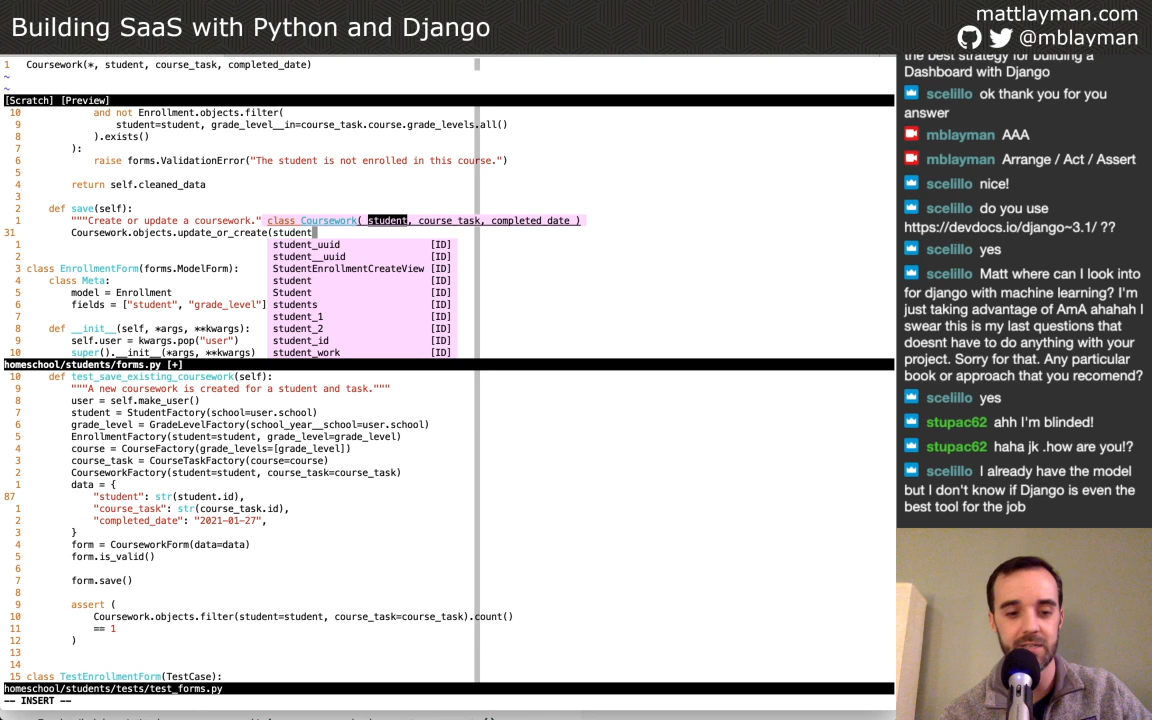 Building SaaS with Python and Django
mattlayman.com
@mblayman
1 Coursework(*, student, course_task, completed_date)
~
~
[Scratch] [Preview]
10 and not Enrollment.objects.filter(
9 student=student, grade_level__in=course_task.course.grade_levels.all()
8 ).exists()
7 ):
6 raise forms.ValidationError("The student is not enrolled in this course.")
5
4 return self.cleaned_data
3
2 def save(self):
1 """Create or update a coursework." class Coursework( student, course_task, completed_date )
31 Coursework.objects.update_or_create(student
1 student_uuid [ID]
2 student__uuid [ID]
3 class EnrollmentForm(forms.ModelForm): StudentEnrollmentCreateView [ID]
4 class Meta: student [ID]
5 model = Enrollment Student [ID]
6 fields = ["student", "grade_level"] students [ID]
7 student_1 [ID]
8 def __init__(self, *args, **kwargs): student_2 [ID]
9 self.user = kwargs.pop("user") student_id [ID]
10 super().__init__(*args, **kwargs) student_work [ID]
homeschool/students/forms.py [+]
10 def test_save_existing_coursework(self):
9 """A new coursework is created for a student and task."""
8 user = self.make_user()
7 student = StudentFactory(school=user.school)
6 grade_level = GradeLevelFactory(school_year__school=user.school)
5 EnrollmentFactory(student=student, grade_level=grade_level)
4 course = CourseFactory(grade_levels=[grade_level])
3 course_task = CourseTaskFactory(course=course)
2 CourseworkFactory(student=student, course_task=course_task)
1 data = {
87 "student": str(student.id),
1 "course_task": str(course_task.id),
2 "completed_date": "2021-01-27",
3 }
4 form = CourseworkForm(data=data)
5 form.is_valid()
6
7 form.save()
8
9 assert (
10 Coursework.objects.filter(student=student, course_task=course_task).count()
11 == 1
12 )
13
14
15 class TestEnrollmentForm(TestCase):
homeschool/students/tests/test_forms.py
-- INSERT --
the best strategy for building a
Dashboard with Django
scelillo ok thank you for you
answer
mblayman AAA
mblayman Arrange / Act / Assert
scelillo nice!
scelillo do you use
https://devdocs.io/django~3.1/ ??
scelillo yes
scelillo Matt where can I look into
for django with machine learning? I'm
just taking advantage of AmA ahahah I
swear this is my last questions that
doesnt have to do anything with your
project. Sorry for that. Any particular
book or approach that you recomend?
scelillo yes
stupac62 ahh I'm blinded!
stupac62 haha jk .how are you!?
scelillo I already have the model
but I don't know if Django is even the
best tool for the job